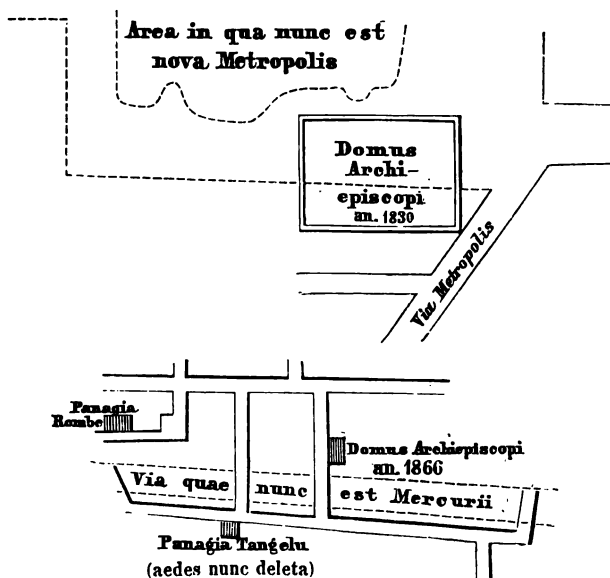 Area in qua nunc est
nova Metropolis
Domus
Archi-
episcopi
an. 1830
Via Metropolis
Panagia
Rombe
Domus Archiepiscopi
an. 1866
Via quae nunc est Mercurii
Panagia Tangelu
(aedes nunc deleta)